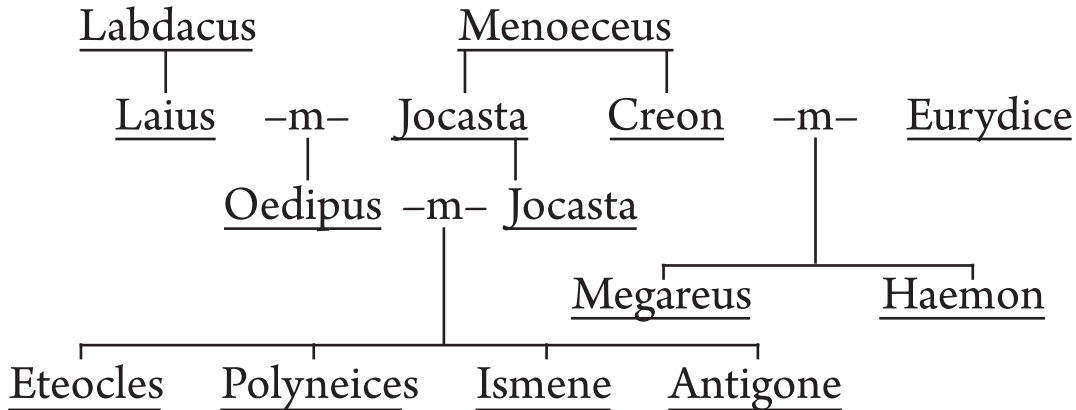 Labdacus Menoeceus
Laius –m– Jocasta Creon –m– Eurydice
Oedipus –m– Jocasta
Megareus Haemon
Eteocles Polyneices Ismene Antigone